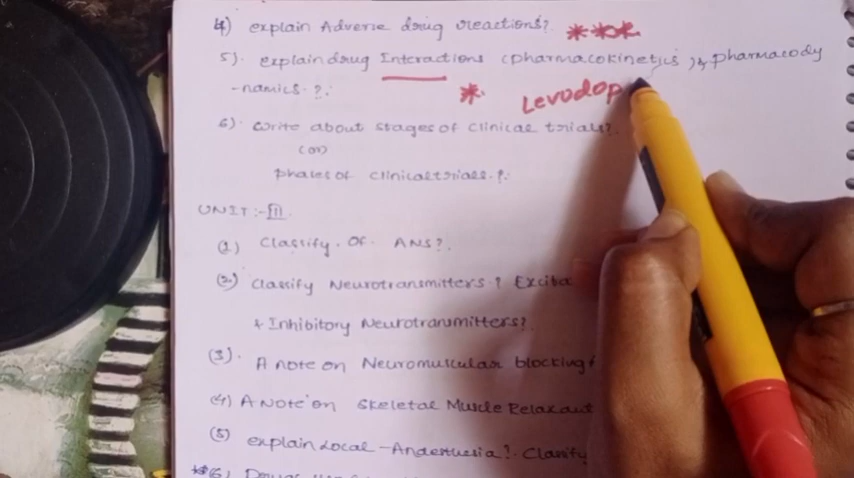 4) explain Adverse drug reactions? ***
5). explain drug Interactions (pharmacokinetics) & pharmacody
-namics.?:
* Levodop
6). write about stages of clinical trials?
(or)
phases of clinical trials.?:
UNIT:-II
(1) Classify. Of. ANS?.
(2) Classify Neurotransmitters? Excita
& Inhibitory Neurotransmitters?.
(3). A note on Neuromuscular blocking
(4) A Note on Skeletal Muscle Relaxant
(5) explain Local -Anaesthesia?. Classify